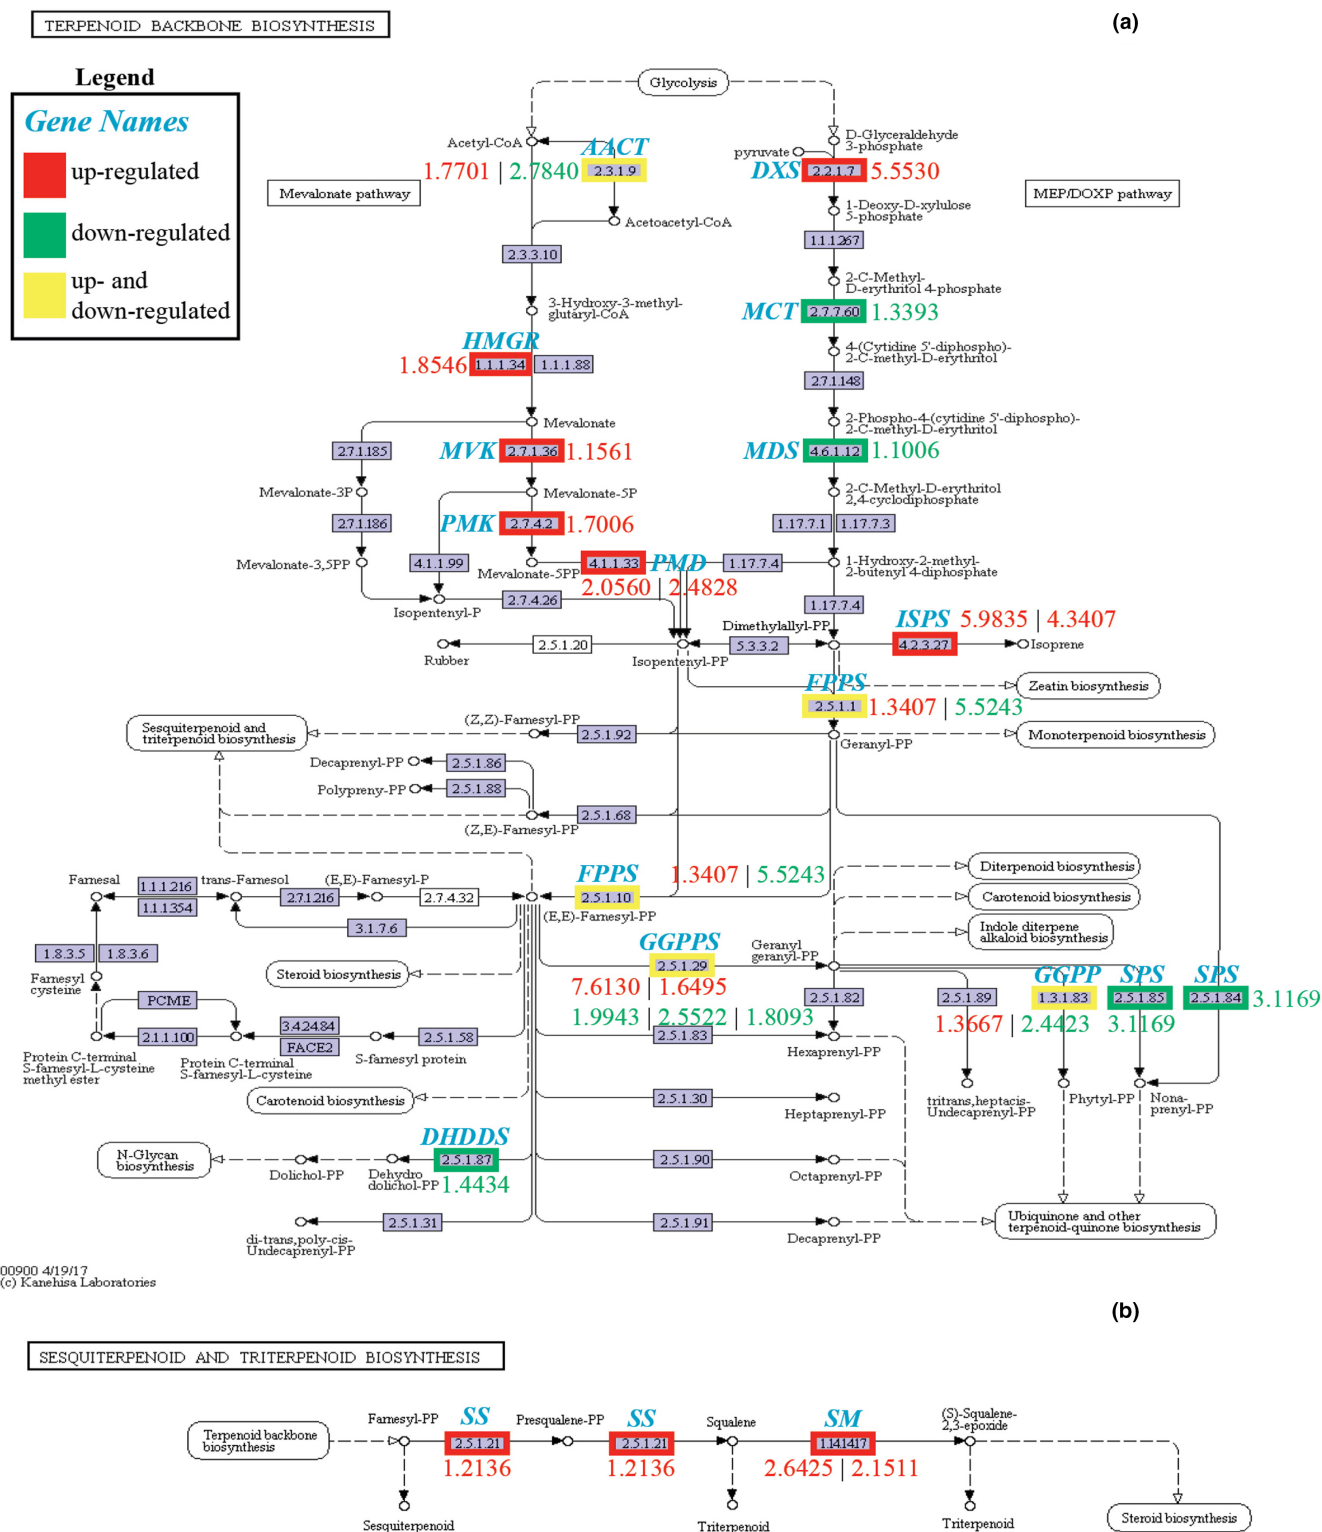 TERPENOID BACKBONE BIOSYNTHESIS
(a)
Legend
Gene Names
up-regulated
down-regulated
up- and
down-regulated
Glycolysis
Acetyl-CoA
AACT
1.7701 | 2.7840
2.3.1.9
Mevalonate pathway
Acetoacetyl-CoA
2.3.3.10
3-Hydroxy-3-methyl-
glutaryl-CoA
HMGR
1.8546
1.1.1.34
1.1.1.88
Mevalonate
2.7.1.185
MVK
2.7.1.36
1.1561
Mevalonate-3P
Mevalonate-5P
2.7.1.186
PMK
2.7.4.2
1.7006
Mevalonate-3,5PP
4.1.1.99
Mevalonate-5PP
4.1.1.33
PMD
2.0560 | 2.4828
1.17.7.4
Isopentenyl-P
2.7.4.26
D-Glyceraldehyde
3-phosphate
pyruvate
DXS
2.2.1.7
5.5530
MEP/DOXP pathway
1-Deoxy-D-xylulose
5-phosphate
1.1.1.267
2-C-Methyl-
D-erythritol 4-phosphate
MCT
2.7.7.60
1.3393
4-(Cytidine 5'-diphospho)-
2-C-methyl-D-erythritol
2.7.1.148
2-Phospho-4-(cytidine 5'-diphospho)-
2-C-methyl-D-erythritol
MDS
4.6.1.12
1.1006
2-C-Methyl-D-erythritol
2,4-cyclodiphosphate
1.17.7.1
1.17.7.3
1-Hydroxy-2-methyl-
2-butenyl 4-diphosphate
1.17.7.4
Dimethylallyl-PP
ISPS
5.9835 | 4.3407
4.2.3.27
Isoprene
Rubber
2.5.1.20
Isopentenyl-PP
5.3.3.2
Zeatin biosynthesis
FPPS
2.5.1.1
1.3407 | 5.5243
Sesquiterpenoid and
triterpenoid biosynthesis
(Z,Z)-Farnesyl-PP
2.5.1.92
Geranyl-PP
Monoterpenoid biosynthesis
Decaprenyl-PP
2.5.1.86
Polypreny-PP
2.5.1.88
(Z,E)-Farnesyl-PP
2.5.1.68
Farnesal
1.1.1.216
1.1.1.354
trans-Farnesol
2.7.1.216
(E,E)-Farnesyl-P
2.7.4.32
FPPS
2.5.1.10
1.3407 | 5.5243
(E,E)-Farnesyl-PP
Diterpenoid biosynthesis
Carotenoid biosynthesis
Indole diterpene
alkaloid biosynthesis
3.1.7.6
1.8.3.5
1.8.3.6
Farnesyl
cysteine
Steroid biosynthesis
GGPPS
2.5.1.29
7.6130 | 1.6495
1.9943 | 2.5522 | 1.8093
Geranyl
geranyl-PP
2.5.1.82
2.5.1.89
GGPP
1.3.1.83
1.3667 | 2.4423
SPS
2.5.1.85
3.1169
SPS
2.5.1.84
3.1169
PCME
2.1.1.100
3.4.24.84
FACE2
2.5.1.58
2.5.1.83
Protein C-terminal
S-farnesyl-L-cysteine
methyl ester
Protein C-terminal
S-farnesyl-L-cysteine
S-farnesyl protein
Hexaprenyl-PP
Carotenoid biosynthesis
2.5.1.30
Heptaprenyl-PP
tritrans,heptacis-
Undecaprenyl-PP
Phytyl-PP
Nona-
prenyl-PP
N-Glycan
biosynthesis
Dolichol-PP
Dehydro
dolichol-PP
DHDDS
2.5.1.87
1.4434
2.5.1.90
Octaprenyl-PP
di-trans,poly-cis-
Undecaprenyl-PP
2.5.1.31
2.5.1.91
Decaprenyl-PP
Ubiquinone and other
terpenoid-quinone biosynthesis
00900 4/19/17
(c) Kanehisa Laboratories
(b)
SESQUITERPENOID AND TRITERPENOID BIOSYNTHESIS
Terpenoid backbone
biosynthesis
Farnesyl-PP
SS
2.5.1.21
1.2136
Presqualene-PP
SS
2.5.1.21
1.2136
Squalene
SM
1.14.14.17
2.6425 | 2.1511
(S)-Squalene-
2,3-epoxide
Sesquiterpenoid
Triterpenoid
Triterpenoid
Steroid biosynthesis